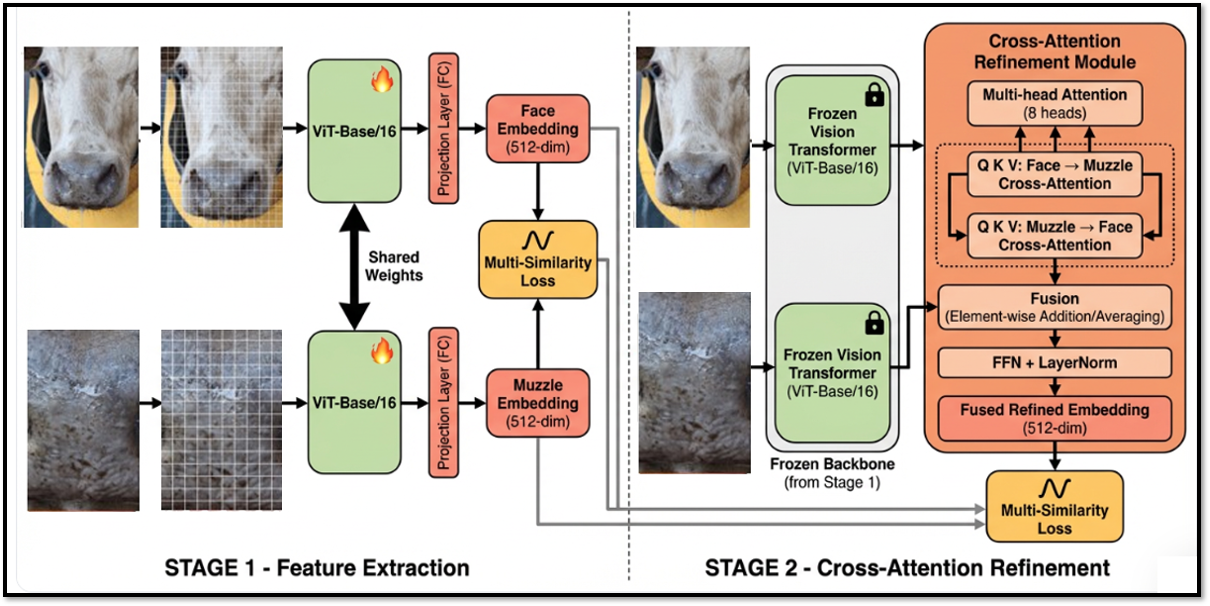 ViT-Base/16
Projection Layer (FC)
Face
Embedding
(512-dim)
Shared
Weights
Multi-Similarity
Loss
ViT-Base/16
Projection Layer (FC)
Muzzle
Embedding
(512-dim)
STAGE 1 - Feature Extraction
Frozen
Vision
Transformer
(ViT-Base/16)
Frozen Vision
Transformer
(ViT-Base/16)
Frozen Backbone
(from Stage 1)
Cross-Attention
Refinement Module
Multi-head Attention
(8 heads)
Q K V: Face → Muzzle
Cross-Attention
Q K V: Muzzle → Face
Cross-Attention
Fusion
(Element-wise Addition/Averaging)
FFN + LayerNorm
Fused Refined Embedding
(512-dim)
Multi-Similarity
Loss
STAGE 2 - Cross-Attention Refinement